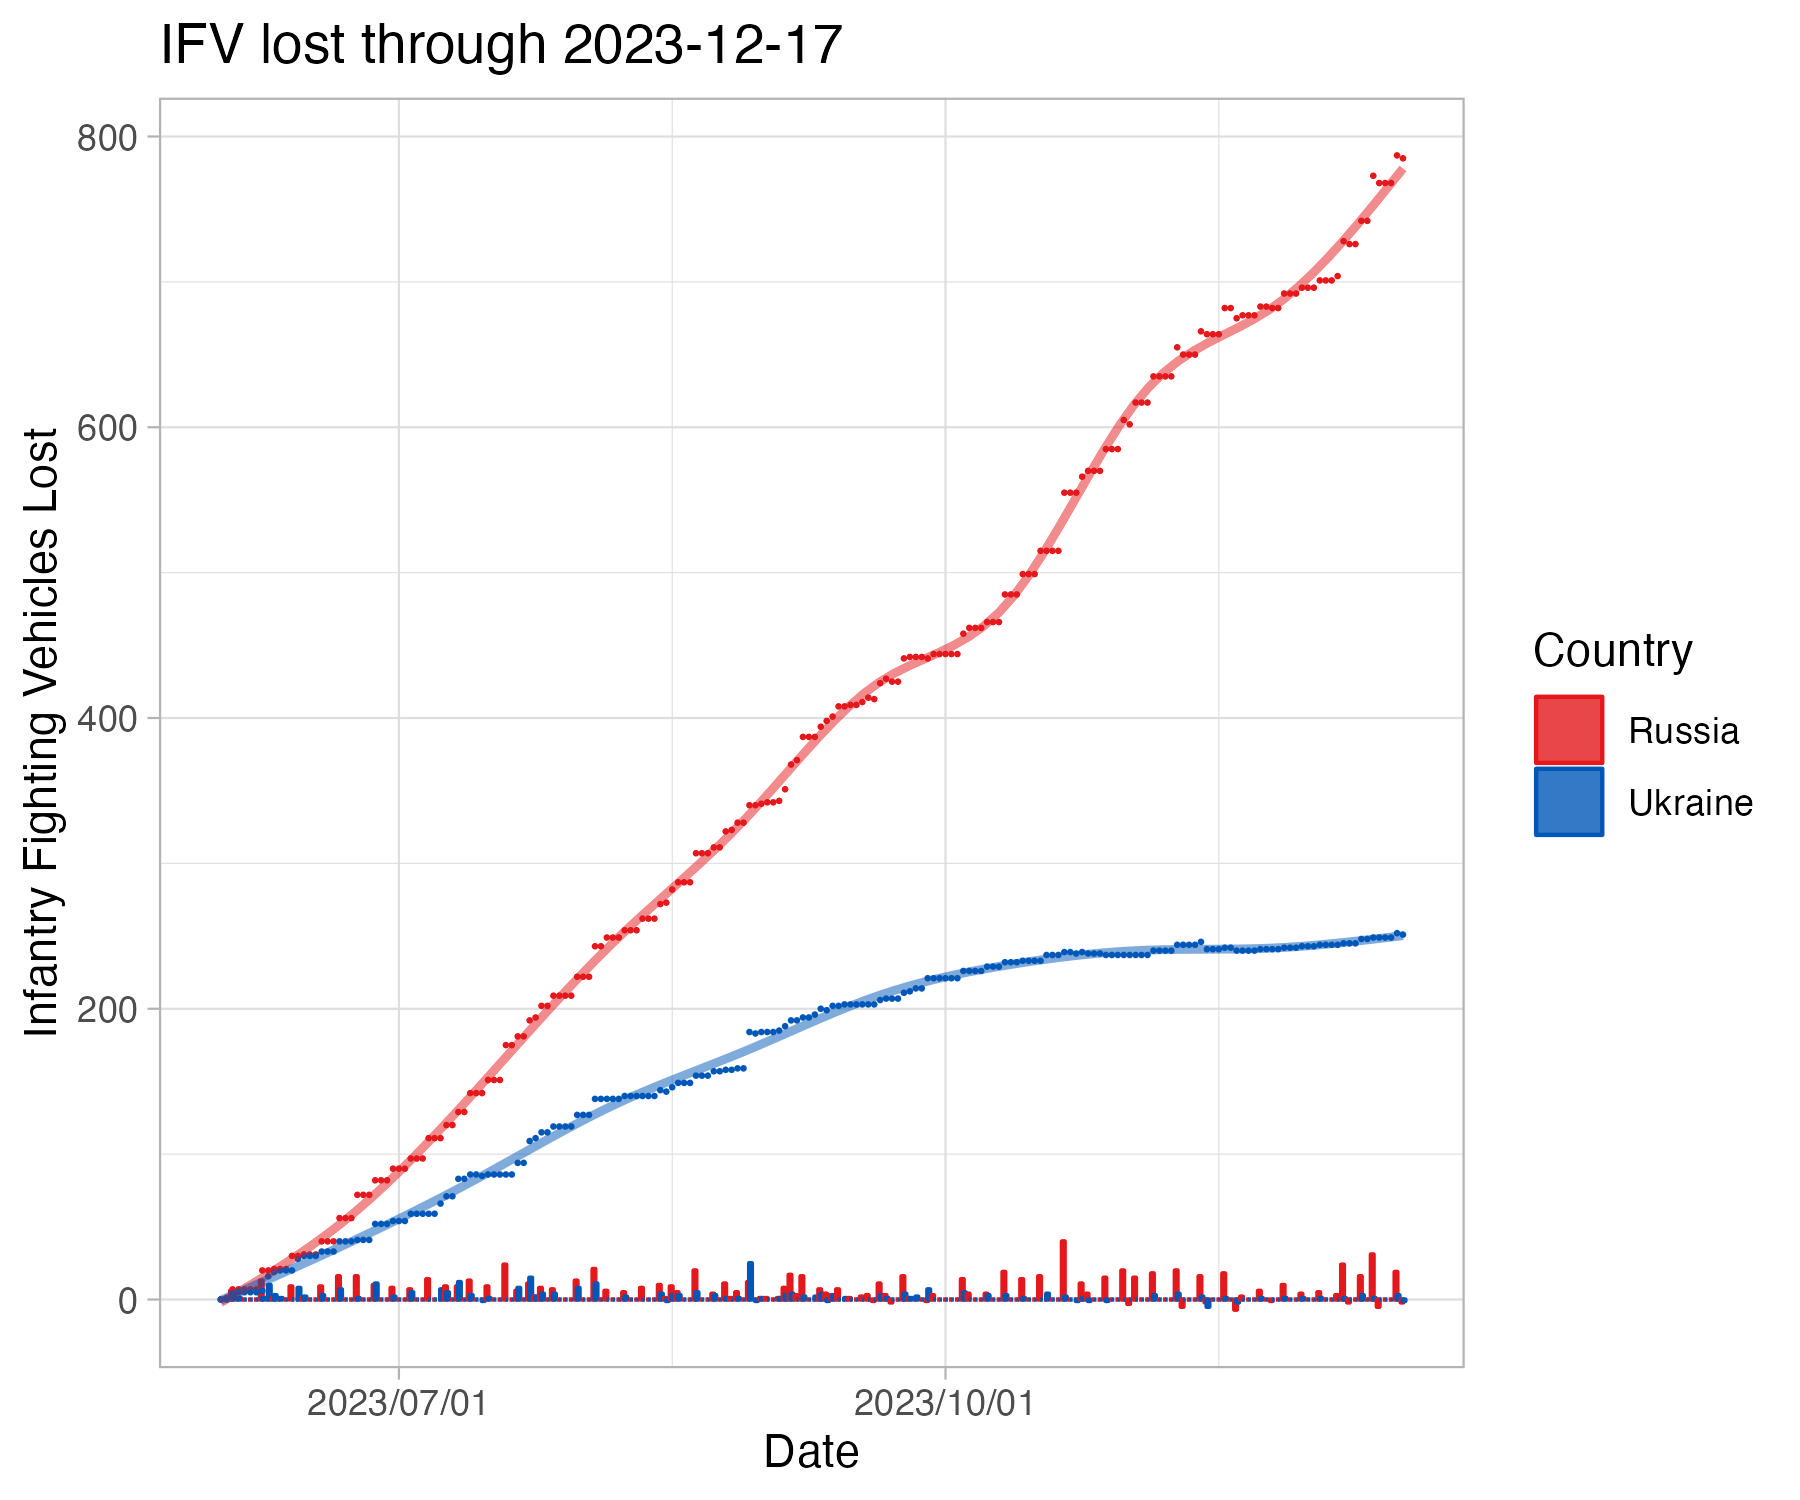 IFV lost through 2023-12-17
Infantry Fighting Vehicles Lost
800
600
400
200
0
2023/07/01
2023/10/01
Date
Country
Russia
Ukraine